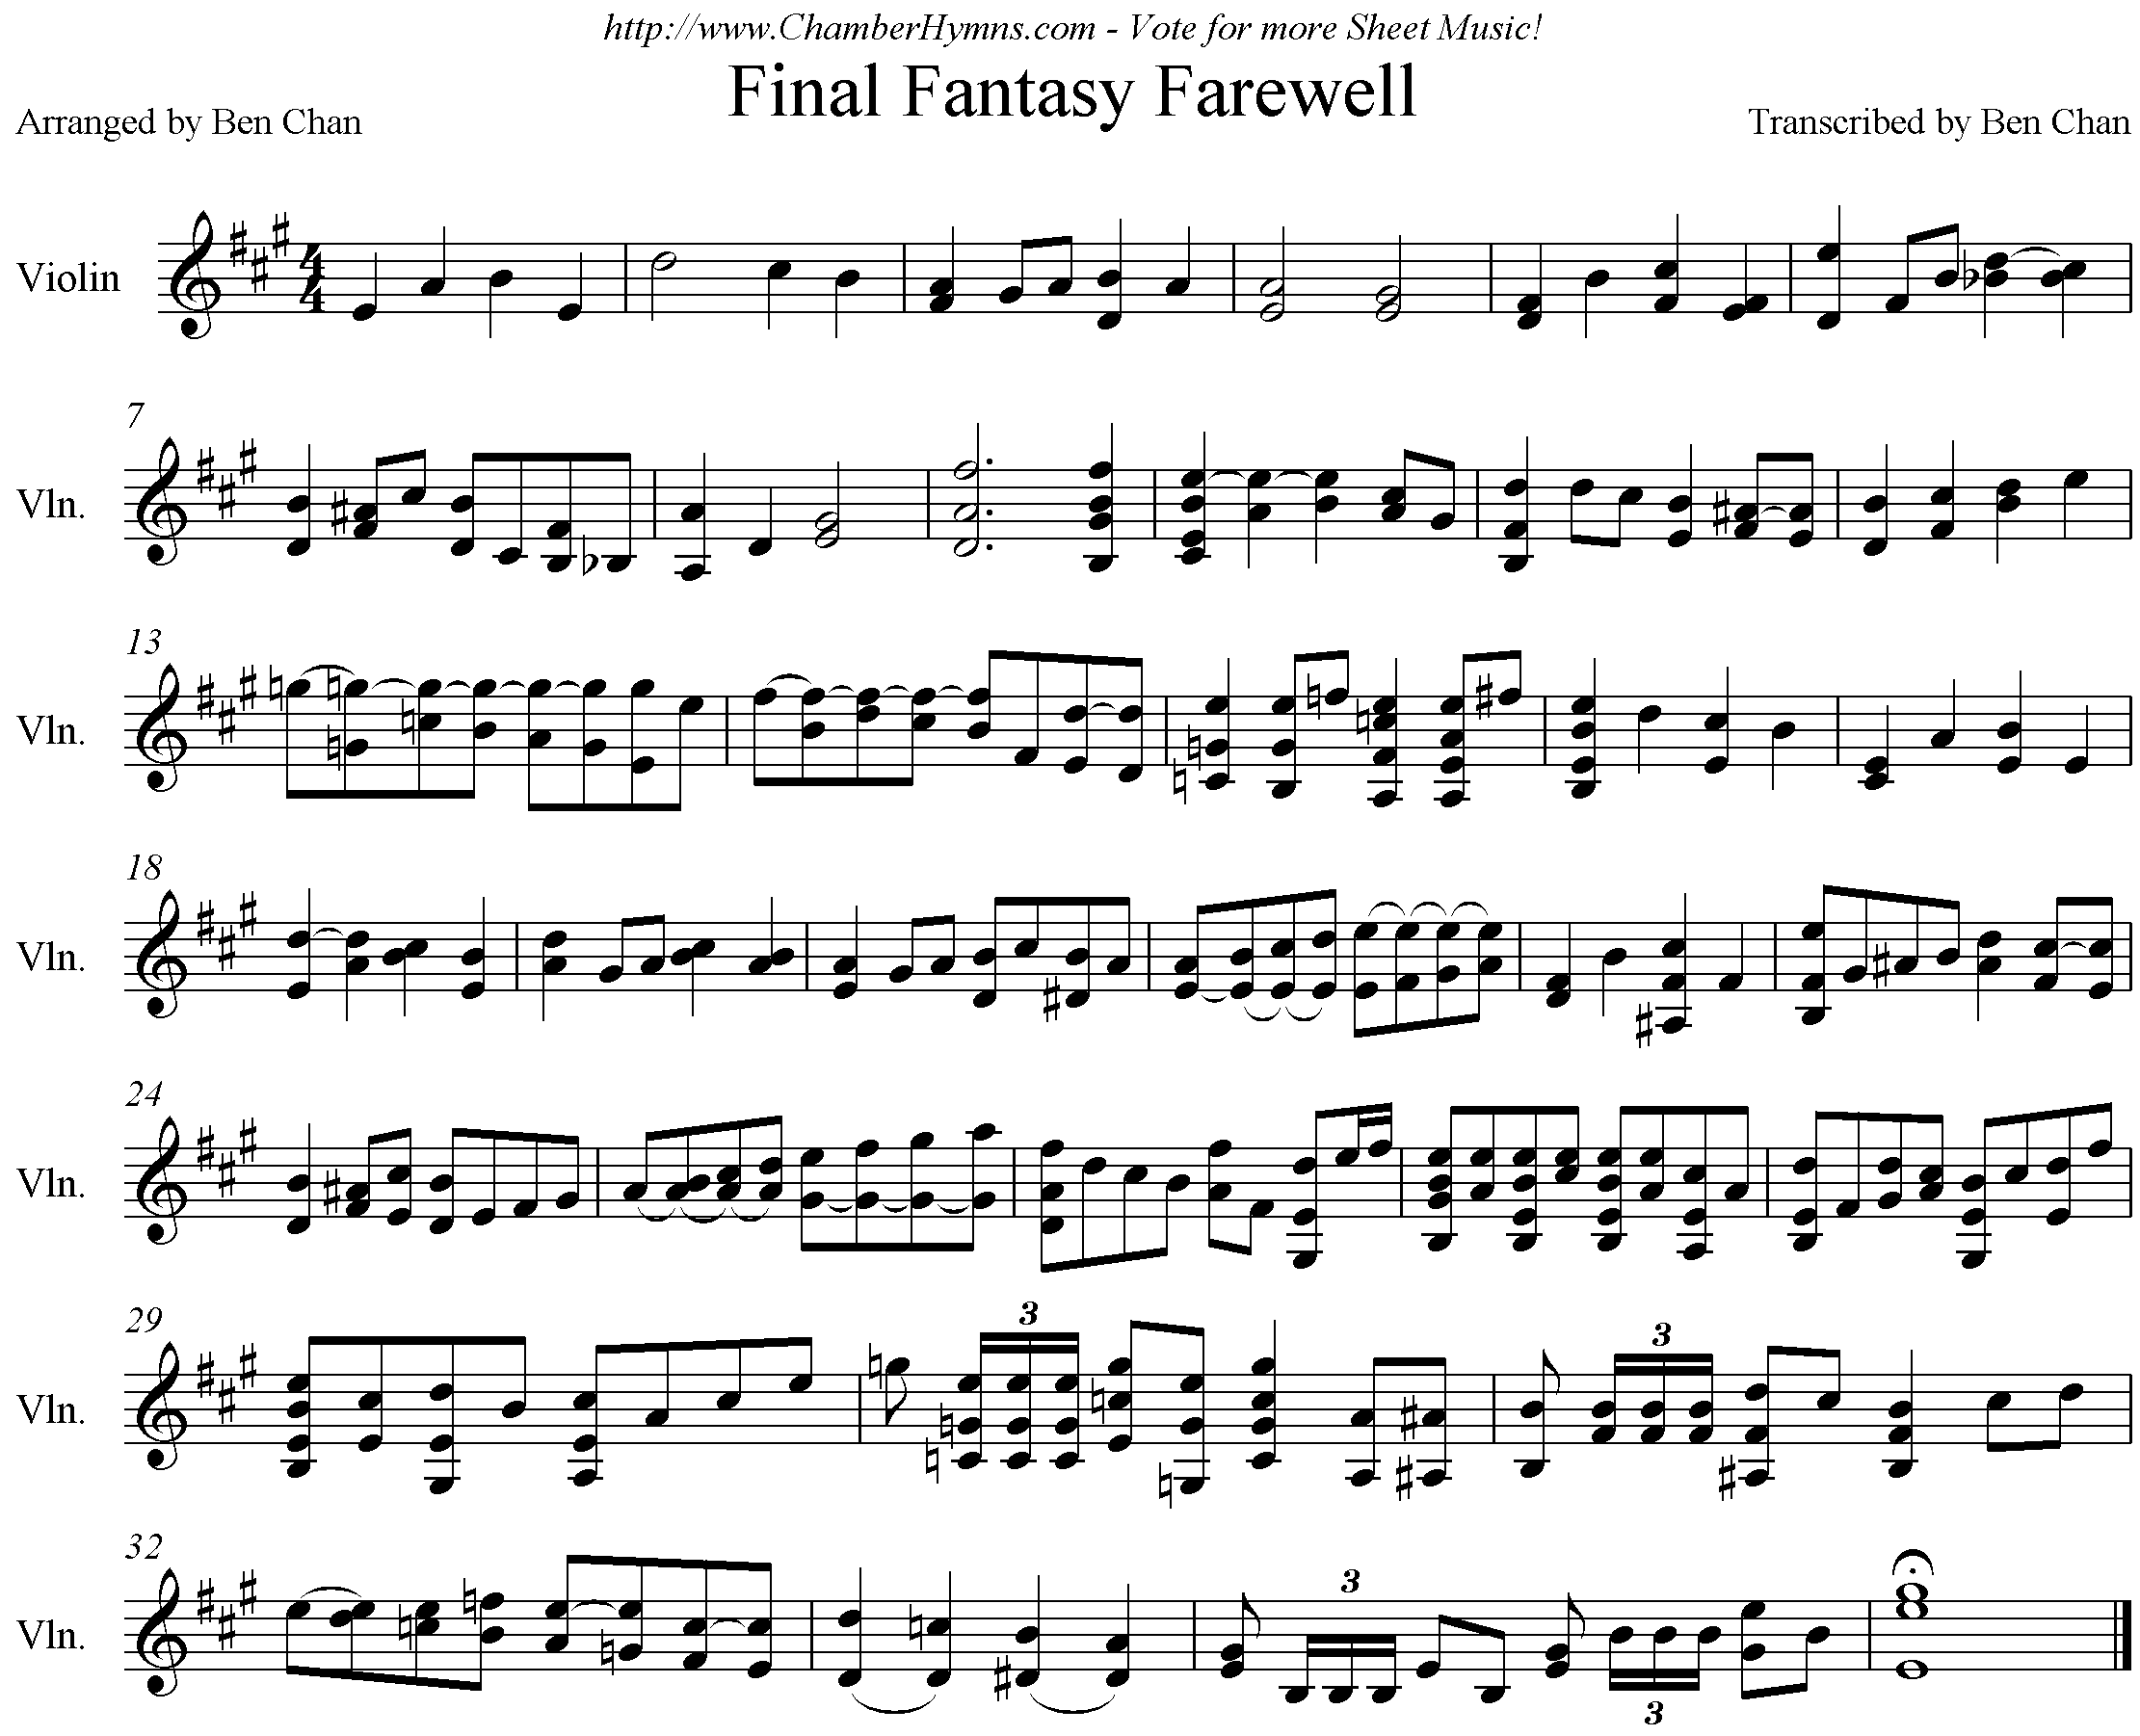 http://www.ChamberHymns.com - Vote for more Sheet Music!
Final Fantasy Farewell
Arranged by Ben Chan
Transcribed by Ben Chan
Violin
4
4
7
Vln.
13
Vln.
18
Vln.
24
Vln.
29
3
3
Vln.
32
3
Vln.
3